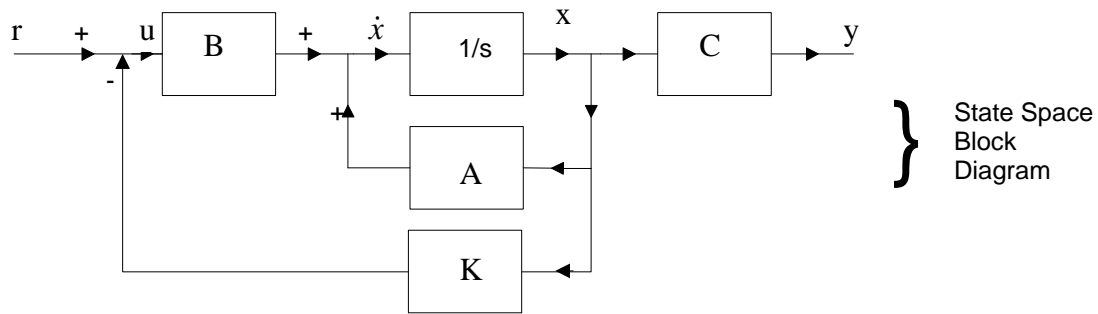 r + u B + ẋ 1/s x C y
-
+
A
K
State Space
Block
Diagram